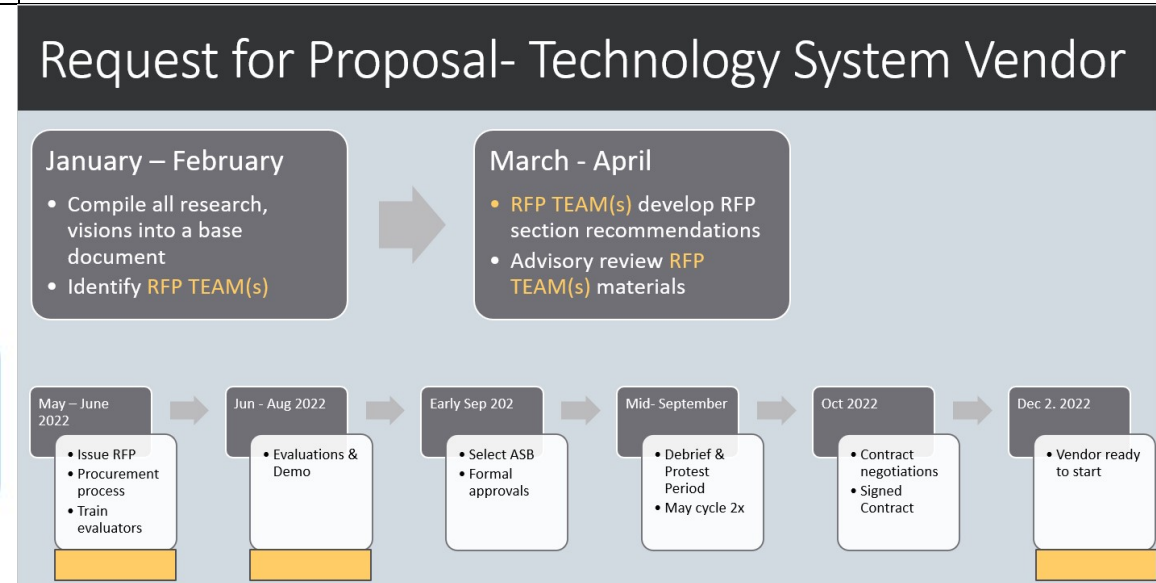 Request for Proposal- Technology System Vendor
January – February
• Compile all research,
visions into a base
document
• Identify RFP TEAM(s)
March - April
• RFP TEAM(s) develop RFP
section recommendations
• Advisory review RFP
TEAM(s) materials
May – June
2022
• Issue RFP
• Procurement
process
• Train
evaluators
Jun - Aug 2022
• Evaluations &
Demo
Early Sep 202
• Select ASB
• Formal
approvals
Mid- September
• Debrief &
Protest
Period
• May cycle 2x
Oct 2022
• Contract
negotiations
• Signed
Contract
Dec 2. 2022
• Vendor ready
to start